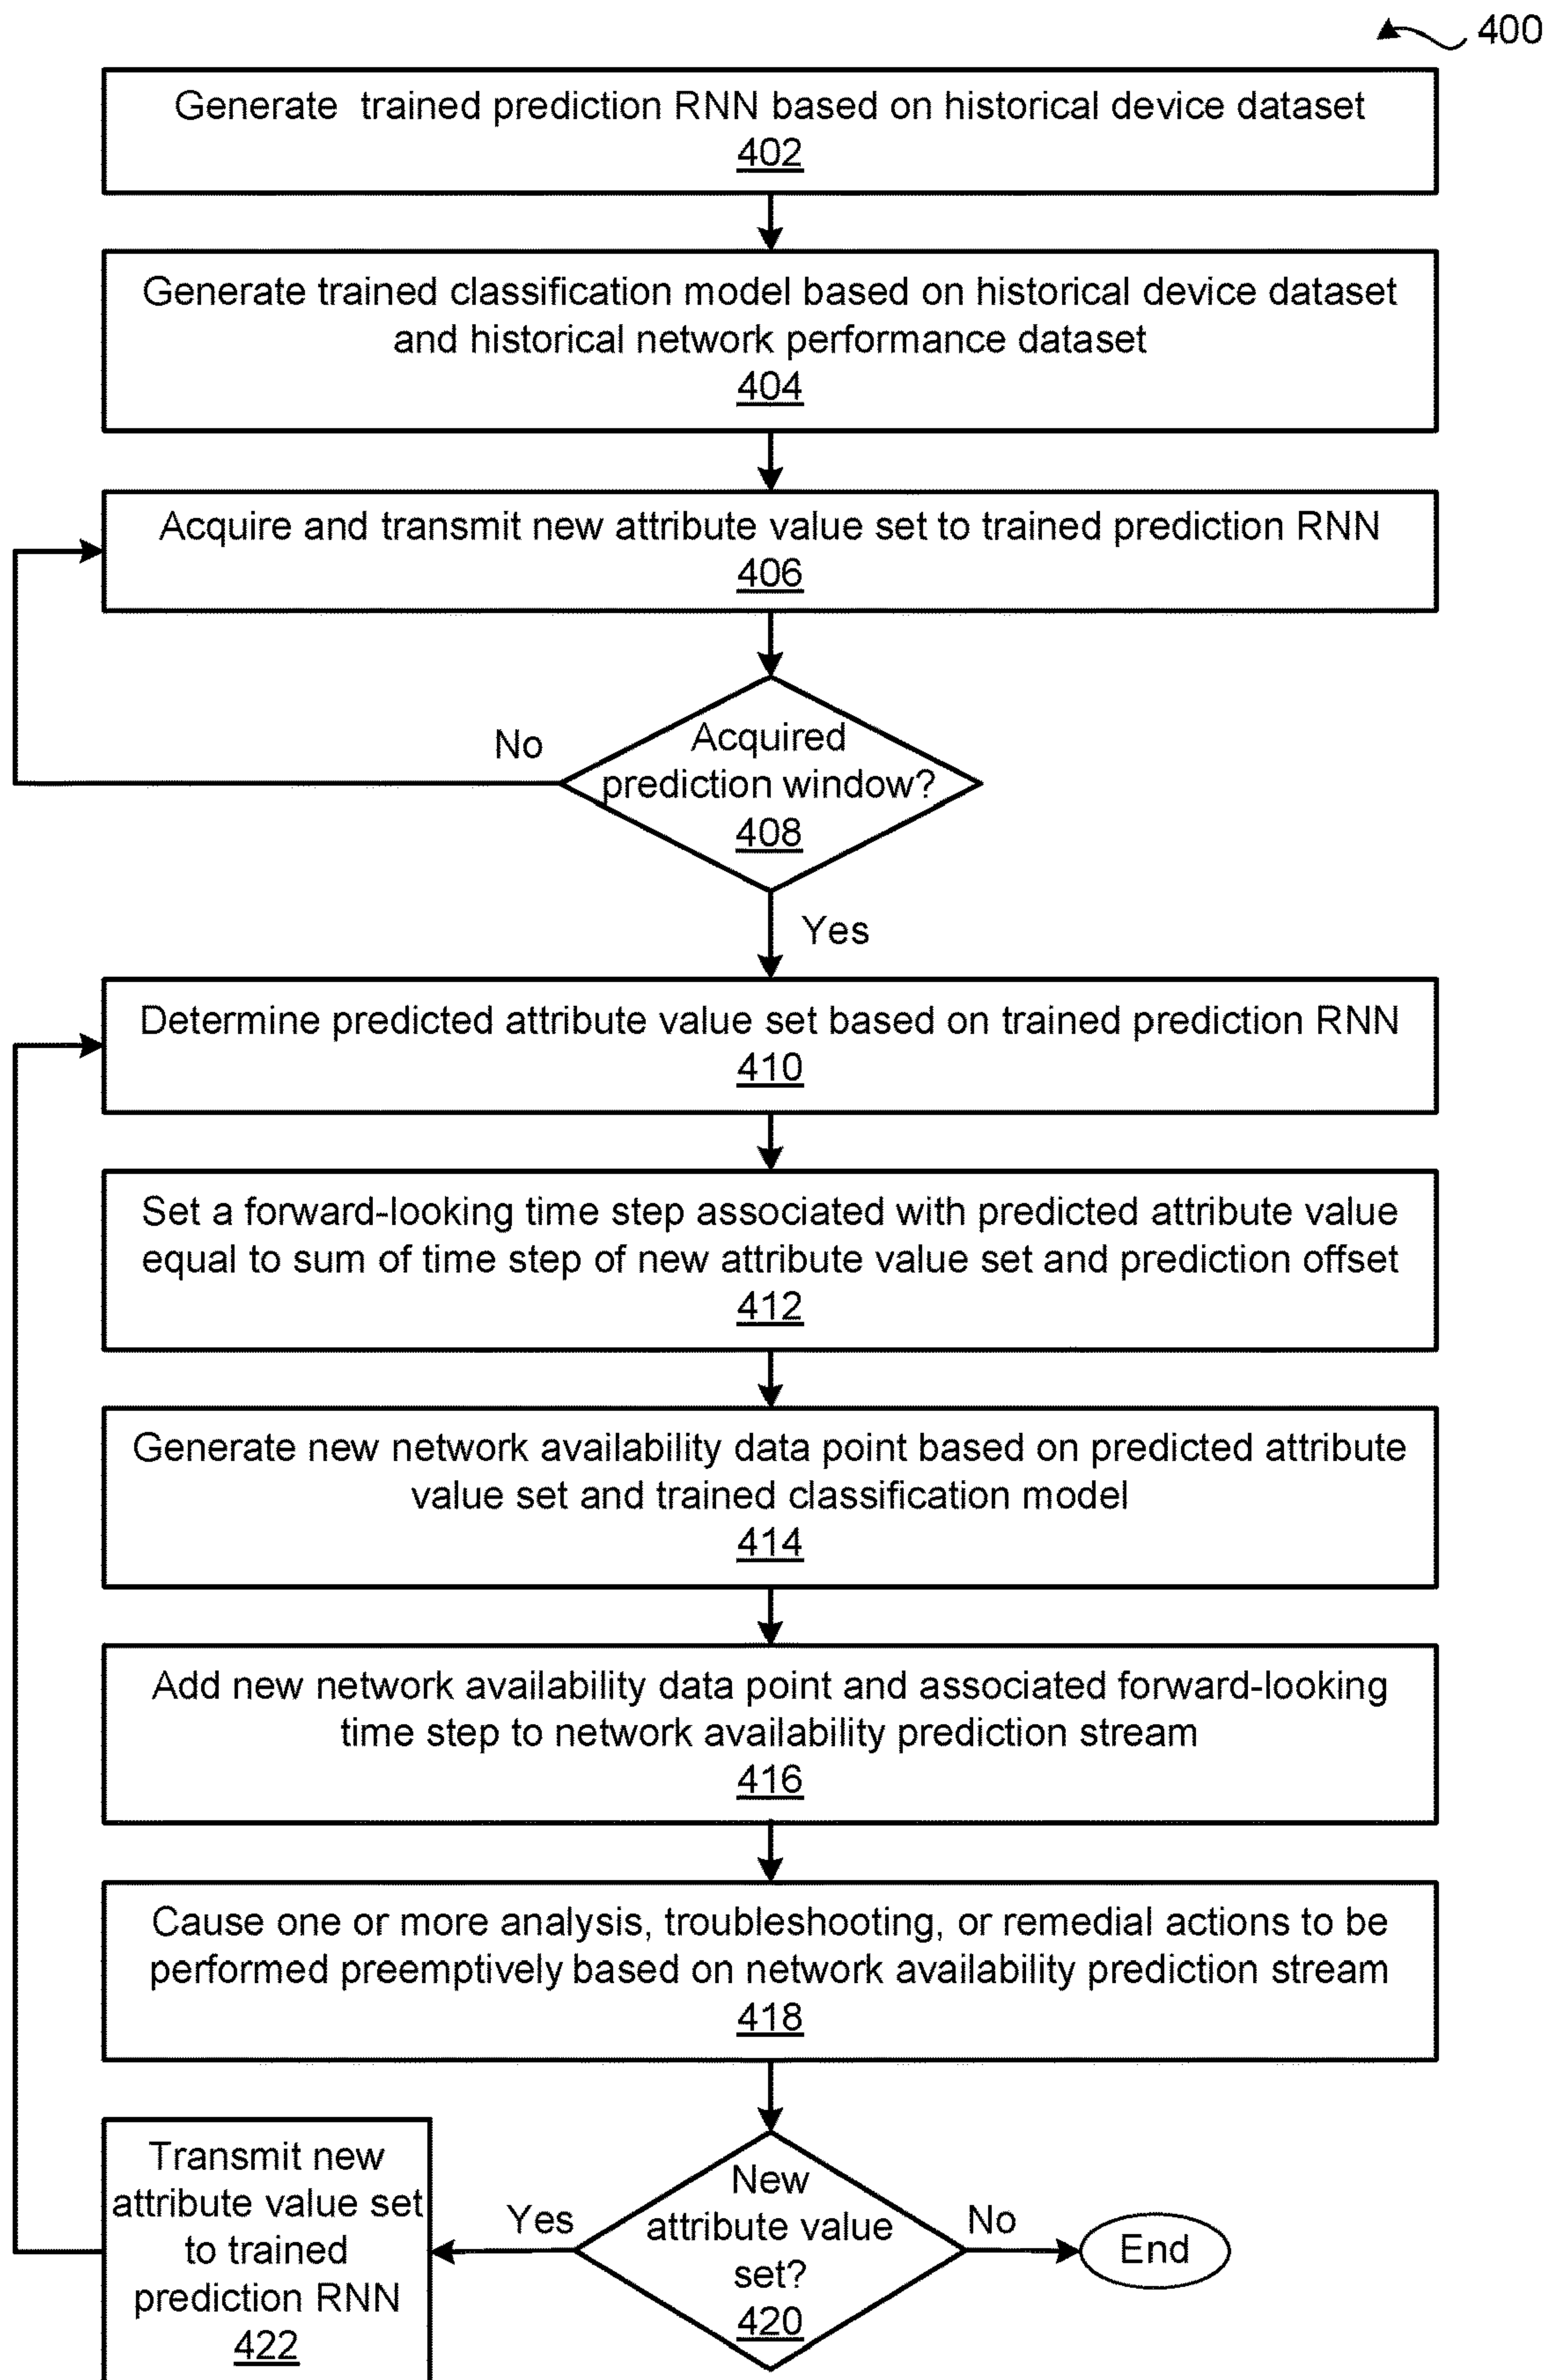 400
Generate trained prediction RNN based on historical device dataset
402
Generate trained classification model based on historical device dataset
and historical network performance dataset
404
Acquire and transmit new attribute value set to trained prediction RNN
406
No
Acquired
prediction window?
408
Yes
Determine predicted attribute value set based on trained prediction RNN
410
Set a forward-looking time step associated with predicted attribute value
equal to sum of time step of new attribute value set and prediction offset
412
Generate new network availability data point based on predicted attribute
value set and trained classification model
414
Add new network availability data point and associated forward-looking
time step to network availability prediction stream
416
Cause one or more analysis, troubleshooting, or remedial actions to be
performed preemptively based on network availability prediction stream
418
New
attribute value
set?
420
Yes
No
End
Transmit new
attribute value set
to trained
prediction RNN
422